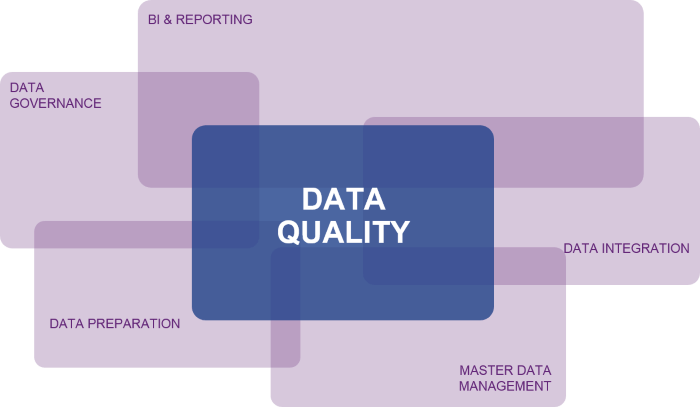 BI & REPORTING
DATA
GOVERNANCE
DATA
QUALITY
DATA INTEGRATION
DATA PREPARATION
MASTER DATA
MANAGEMENT